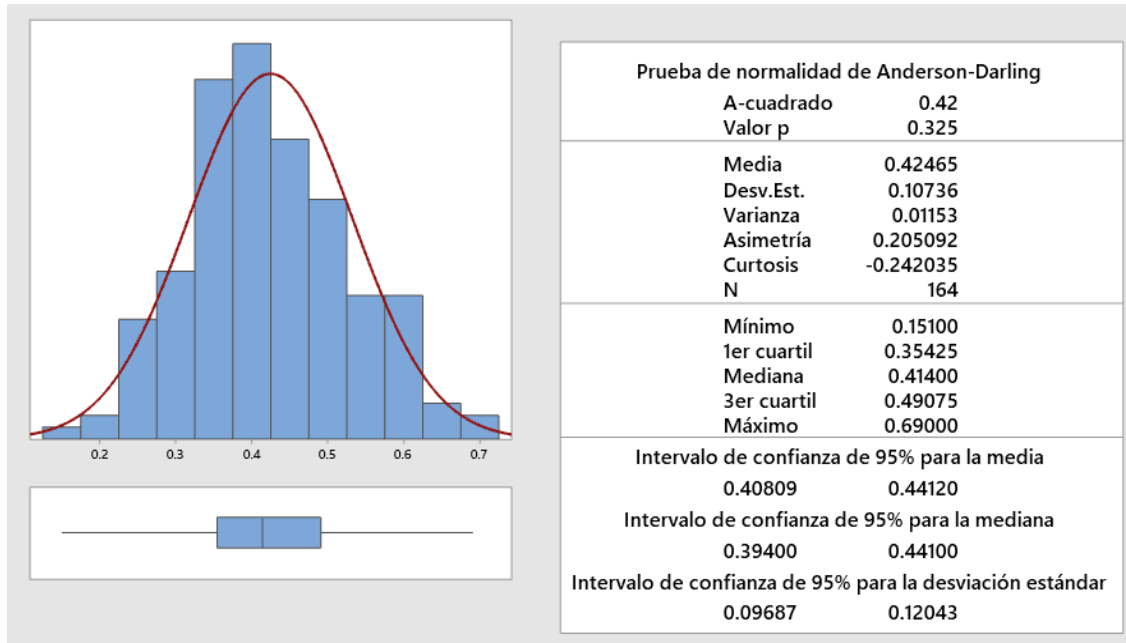 0.2 0.3 0.4 0.5 0.6 0.7
Prueba de normalidad de Anderson-Darling
A-cuadrado 0.42
Valor p 0.325
Media 0.42465
Desv.Est. 0.10736
Varianza 0.01153
Asimetría 0.205092
Curtosis -0.242035
N 164
Mínimo 0.15100
1er cuartil 0.35425
Mediana 0.41400
3er cuartil 0.49075
Máximo 0.69000
Intervalo de confianza de 95% para la media
0.40809 0.44120
Intervalo de confianza de 95% para la mediana
0.39400 0.44100
Intervalo de confianza de 95% para la desviación estándar
0.09687 0.12043